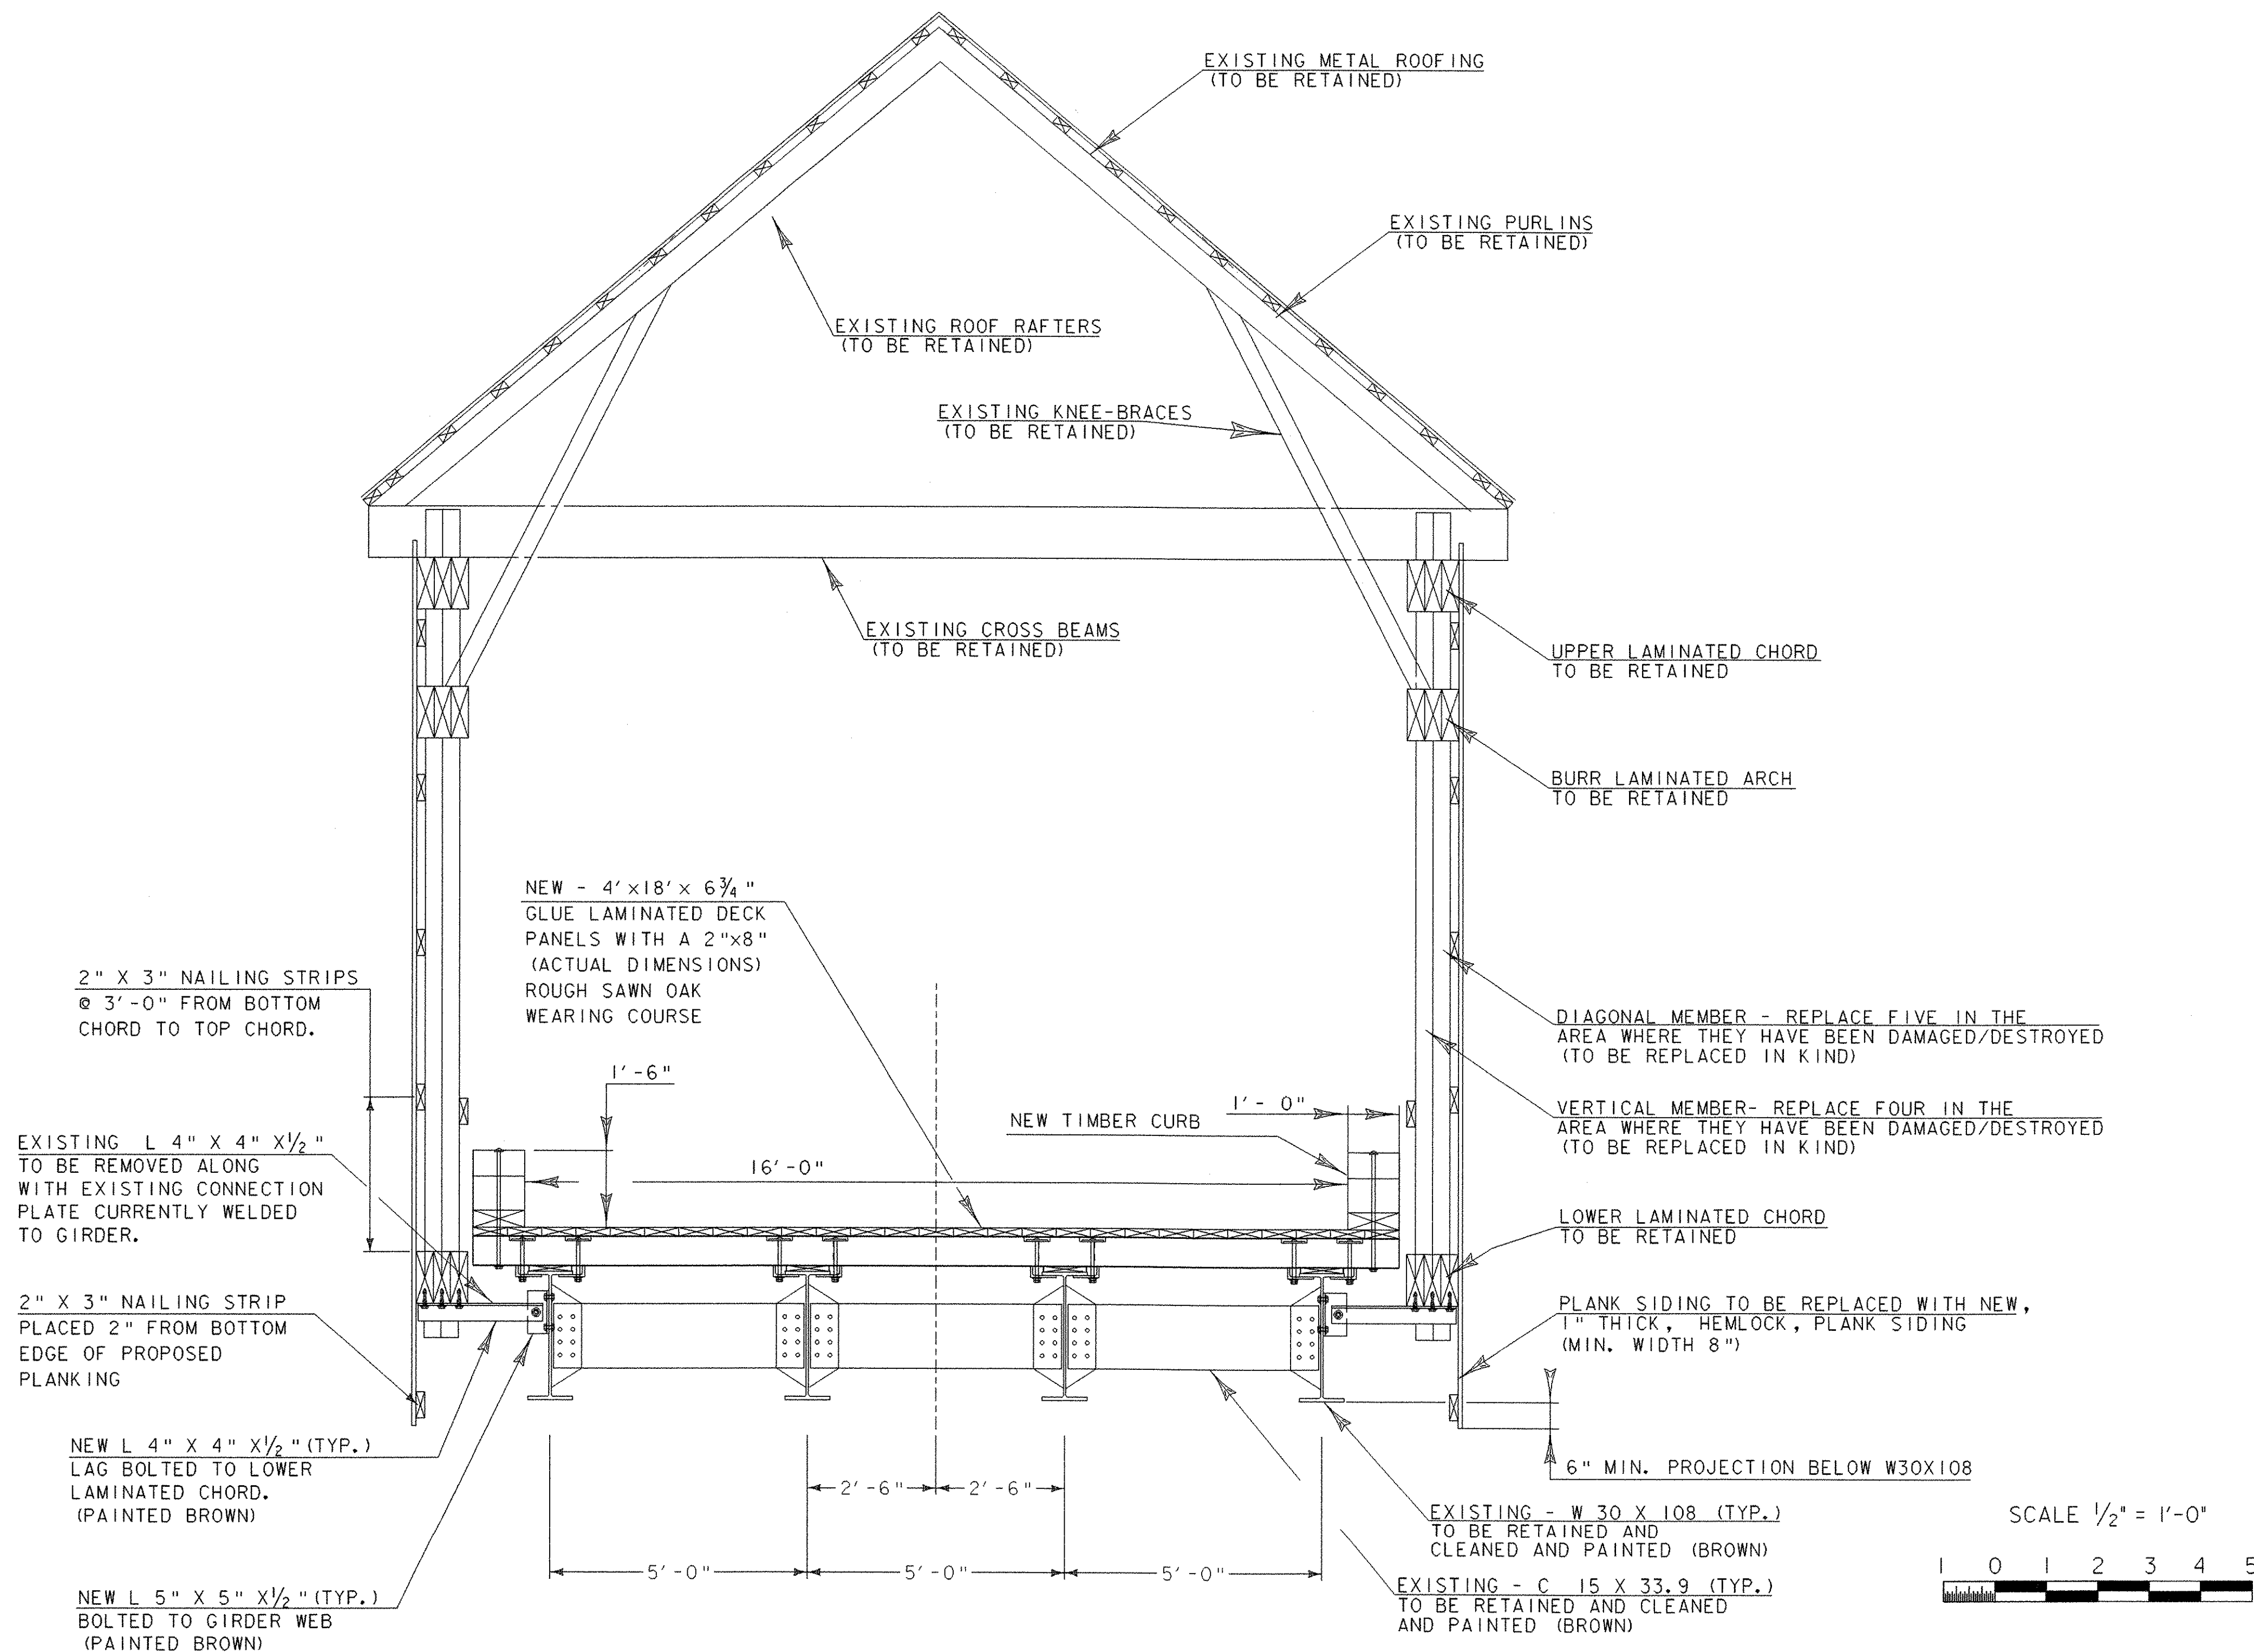 EXISTING METAL ROOFING
(TO BE RETAINED)
EXISTING PURLINS
(TO BE RETAINED)
EXISTING ROOF RAFTERS
(TO BE RETAINED)
EXISTING KNEE-BRACES
(TO BE RETAINED)
EXISTING CROSS BEAMS
(TO BE RETAINED)
UPPER LAMINATED CHORD
TO BE RETAINED
BURR LAMINATED ARCH
TO BE RETAINED
NEW - 4'x18'x 6¾"
GLUE LAMINATED DECK
PANELS WITH A 2"x8"
(ACTUAL DIMENSIONS)
ROUGH SAWN OAK
WEARING COURSE
2" X 3" NAILING STRIPS
@ 3'-0" FROM BOTTOM
CHORD TO TOP CHORD.
DIAGONAL MEMBER - REPLACE FIVE IN THE
AREA WHERE THEY HAVE BEEN DAMAGED/DESTROYED
(TO BE REPLACED IN KIND)
1'-6"
1'- 0"
NEW TIMBER CURB
VERTICAL MEMBER- REPLACE FOUR IN THE
AREA WHERE THEY HAVE BEEN DAMAGED/DESTROYED
(TO BE REPLACED IN KIND)
EXISTING L 4" X 4" X½"
TO BE REMOVED ALONG
WITH EXISTING CONNECTION
PLATE CURRENTLY WELDED
TO GIRDER.
16'-0"
LOWER LAMINATED CHORD
TO BE RETAINED
2" X 3" NAILING STRIP
PLACED 2" FROM BOTTOM
EDGE OF PROPOSED
PLANKING
PLANK SIDING TO BE REPLACED WITH NEW,
1" THICK, HEMLOCK, PLANK SIDING
(MIN. WIDTH 8")
NEW L 4" X 4" X½"(TYP.)
LAG BOLTED TO LOWER
LAMINATED CHORD.
(PAINTED BROWN)
6" MIN. PROJECTION BELOW W30X108
2'-6"
2'-6"
EXISTING - W 30 X 108 (TYP.)
TO BE RETAINED AND
CLEANED AND PAINTED (BROWN)
SCALE ½" = 1'-0"
5'-0"
5'-0"
5'-0"
1 0 1 2 3 4 5
NEW L 5" X 5" X½"(TYP.)
BOLTED TO GIRDER WEB
(PAINTED BROWN)
EXISTING - C 15 X 33.9 (TYP.)
TO BE RETAINED AND CLEANED
AND PAINTED (BROWN)